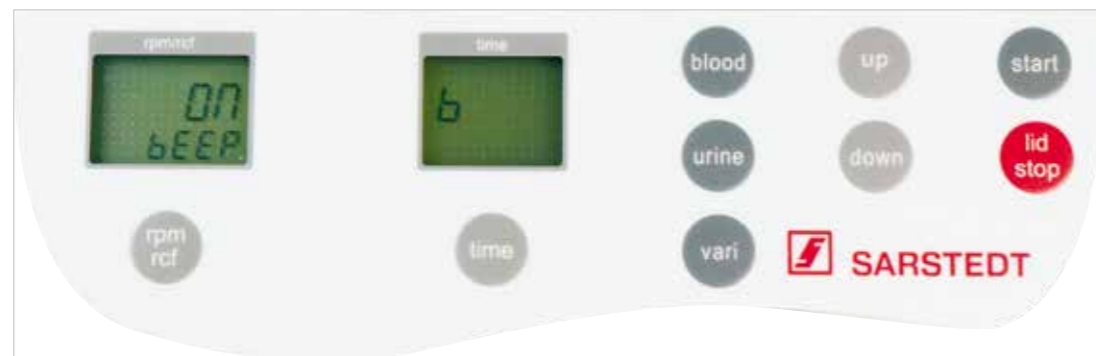 rpm/rcf
ON
bEEP
time
b
blood
up
start
urine
down
lid
stop
rpm
rcf
time
vari
SARSTEDT